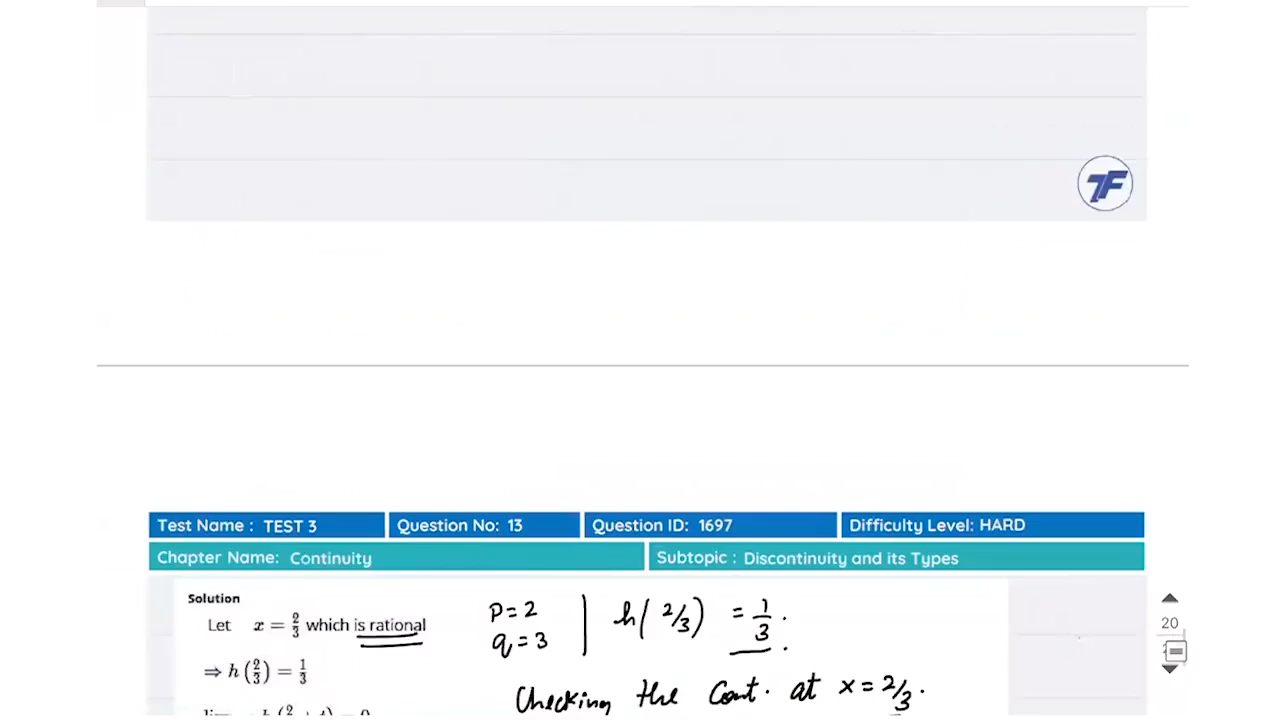 TF
Test Name : TEST 3 Question No: 13 Question ID: 1697 Difficulty Level: HARD
Chapter Name: Continuity Subtopic : Discontinuity and its Types
Solution
Let x = 2/3 which is rational
⇒ h(2/3) = 1/3
p = 2
q = 3
h(2/3) = 1/3 .
Checking the Cont. at x = 2/3 .
20